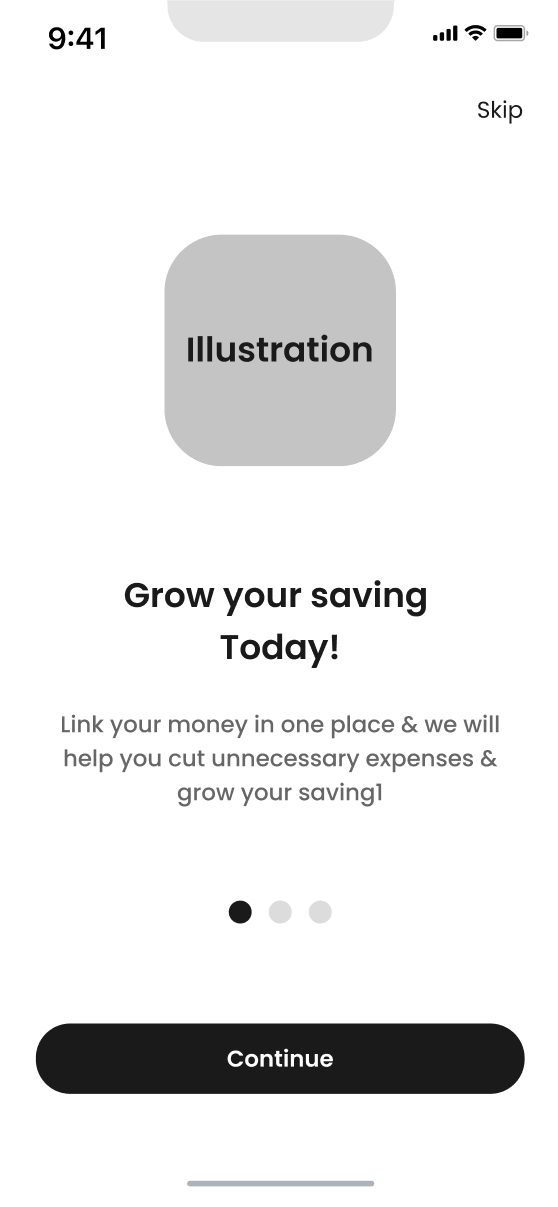 9:41
Skip
Illustration
Grow your saving
Today!
Link your money in one place & we will
help you cut unnecessary expenses &
grow your saving1
Continue